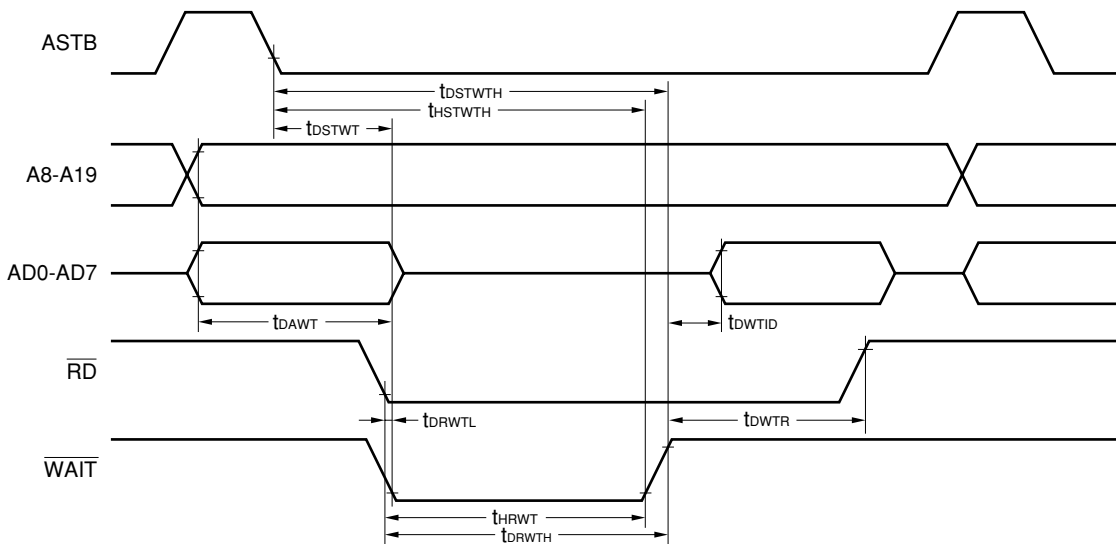 ASTB
tDSTWTH
tHSTWTH
tDSTWT
A8-A19
AD0-AD7
tDAWT
tDWTID
RD
tDRWTL
tDWTR
WAIT
tHRWT
tDRWTH